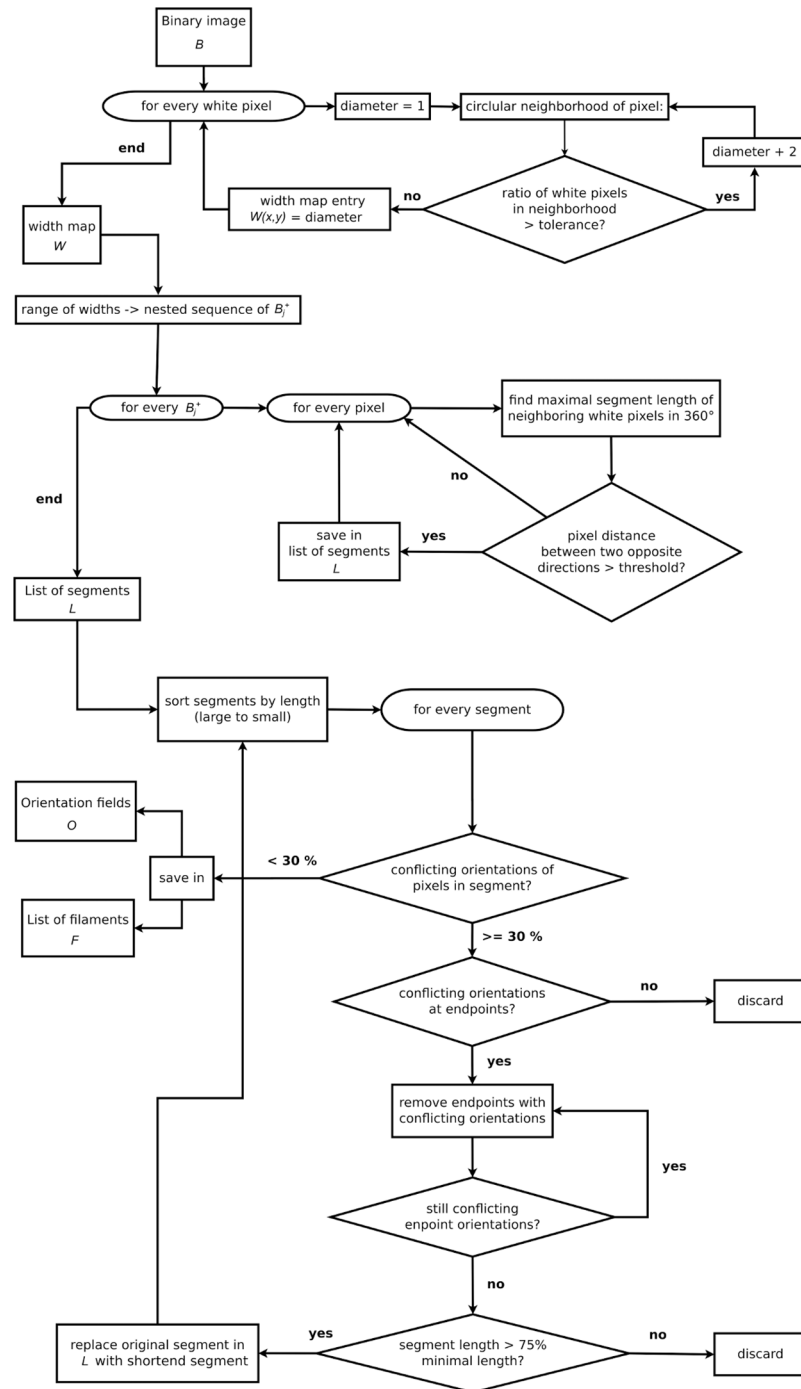 Binary image
B
for every white pixel
diameter = 1
circlular neighborhood of pixel:
end
diameter + 2
width map entry
W(x,y) = diameter
no
ratio of white pixels
in neighborhood
> tolerance?
yes
width map
W
range of widths -> nested sequence of Bⱼ⁺
for every Bⱼ⁺
for every pixel
find maximal segment length of
neighboring white pixels in 360°
no
end
save in
list of segments
L
yes
pixel distance
between two opposite
directions > threshold?
List of segments
L
sort segments by length
(large to small)
for every segment
Orientation fields
O
save in
< 30 %
conflicting orientations of
pixels in segment?
List of filaments
F
>= 30 %
conflicting orientations
at endpoints?
no
discard
yes
remove endpoints with
conflicting orientations
yes
still conflicting
enpoint orientations?
no
replace original segment in
L with shortend segment
yes
segment length > 75%
minimal length?
no
discard